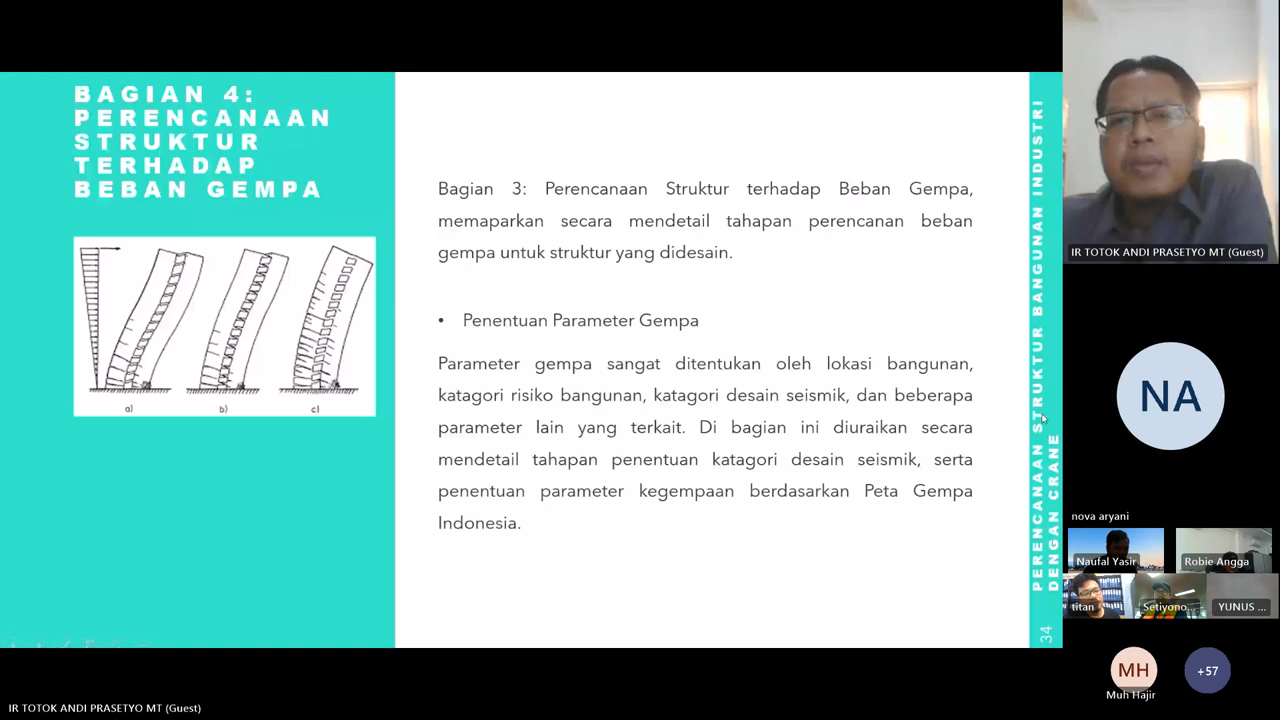 BAGIAN 4:
PERENCANAAN
STRUKTUR
TERHADAP
BEBAN GEMPA
a)
b)
c)
Bagian 3: Perencanaan Struktur terhadap Beban Gempa,
memaparkan secara mendetail tahapan perencanan beban
gempa untuk struktur yang didesain.
• Penentuan Parameter Gempa
Parameter gempa sangat ditentukan oleh lokasi bangunan,
katagori risiko bangunan, katagori desain seismik, dan beberapa
parameter lain yang terkait. Di bagian ini diuraikan secara
mendetail tahapan penentuan katagori desain seismik, serta
penentuan parameter kegempaan berdasarkan Peta Gempa
Indonesia.
PERENCANAAN STRUKTUR BANGUNAN INDUSTRI
DENGAN CRANE
34
IR TOTOK ANDI PRASETYO MT (Guest)
NA
nova aryani
Naufal Yasir
Robie Angga
titan
Setiyono...
YUNUS ...
MH
+57
Muh Hajir
IR TOTOK ANDI PRASETYO MT (Guest)